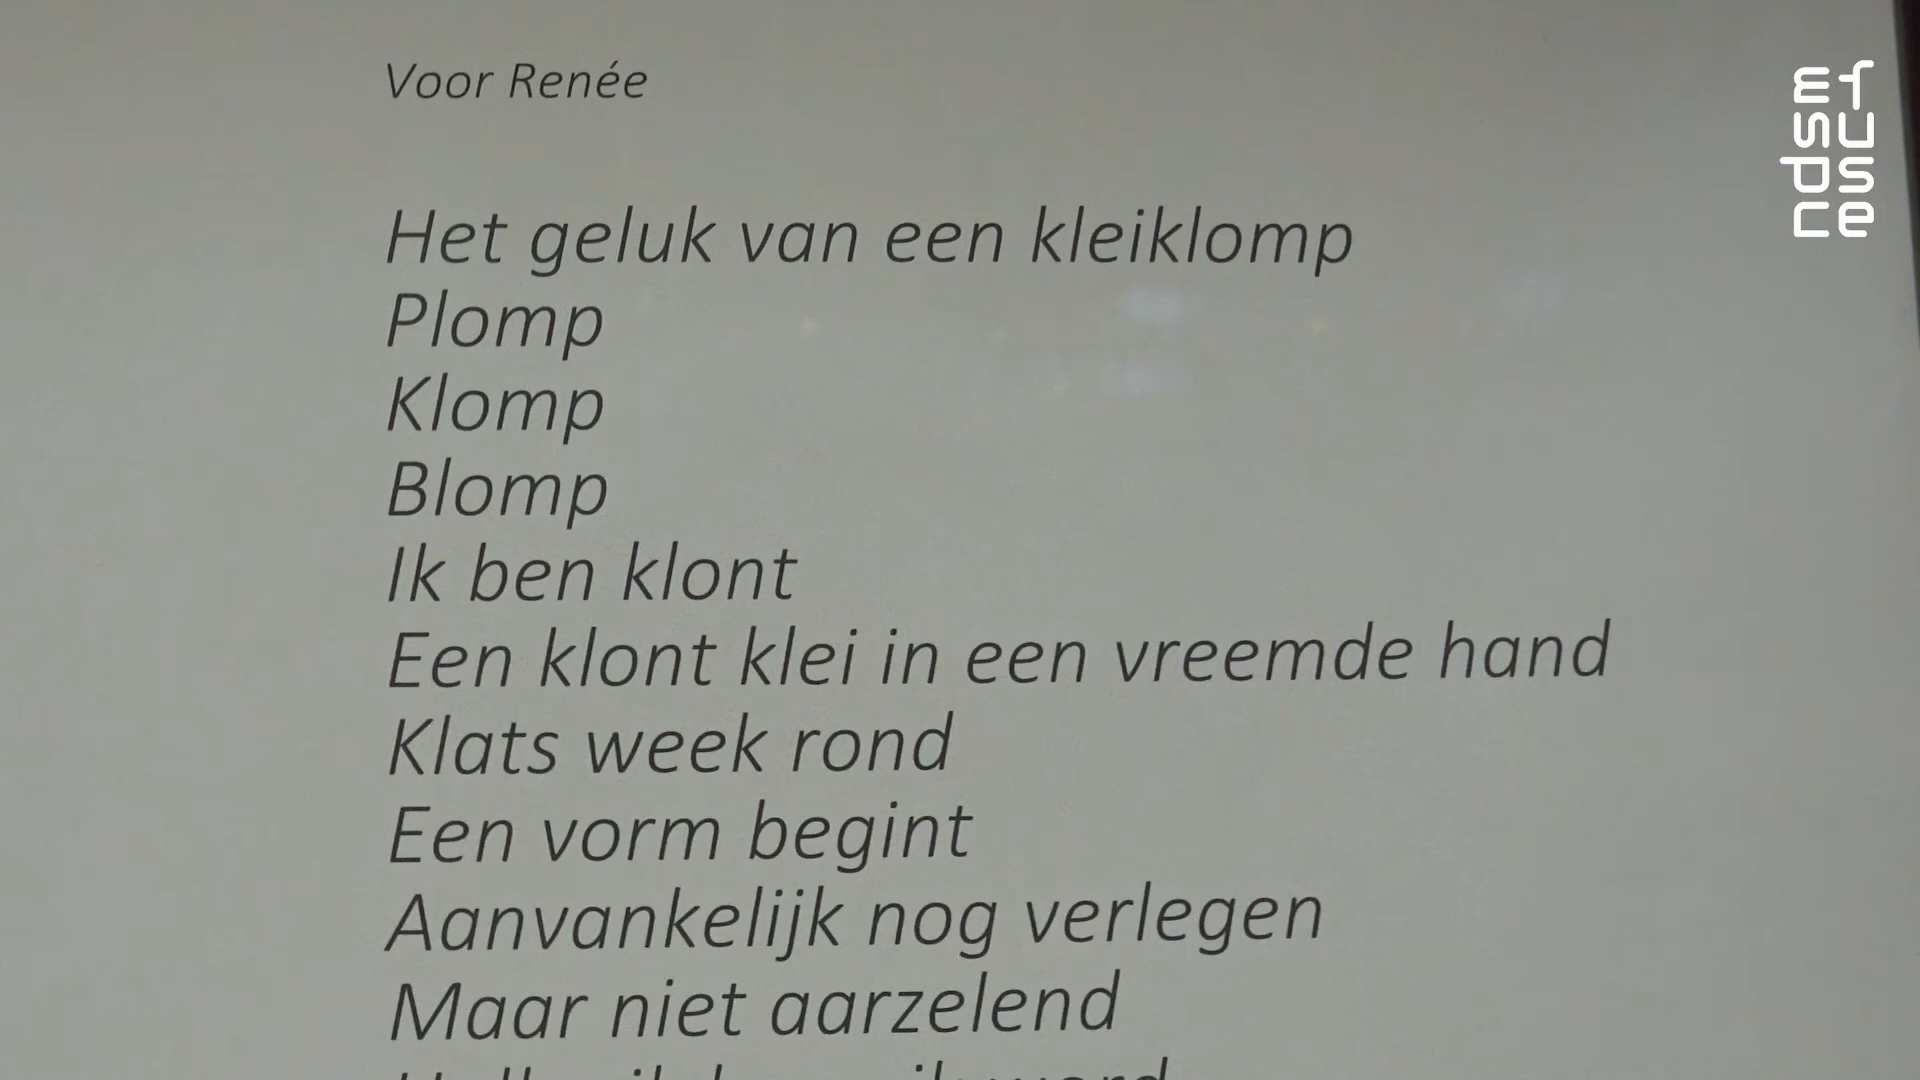 Voor Renée
Het geluk van een kleiklomp
Plomp
Klomp
Blomp
Ik ben klont
Een klont klei in een vreemde hand
Klats week rond
Een vorm begint
Aanvankelijk nog verlegen
Maar niet aarzelend